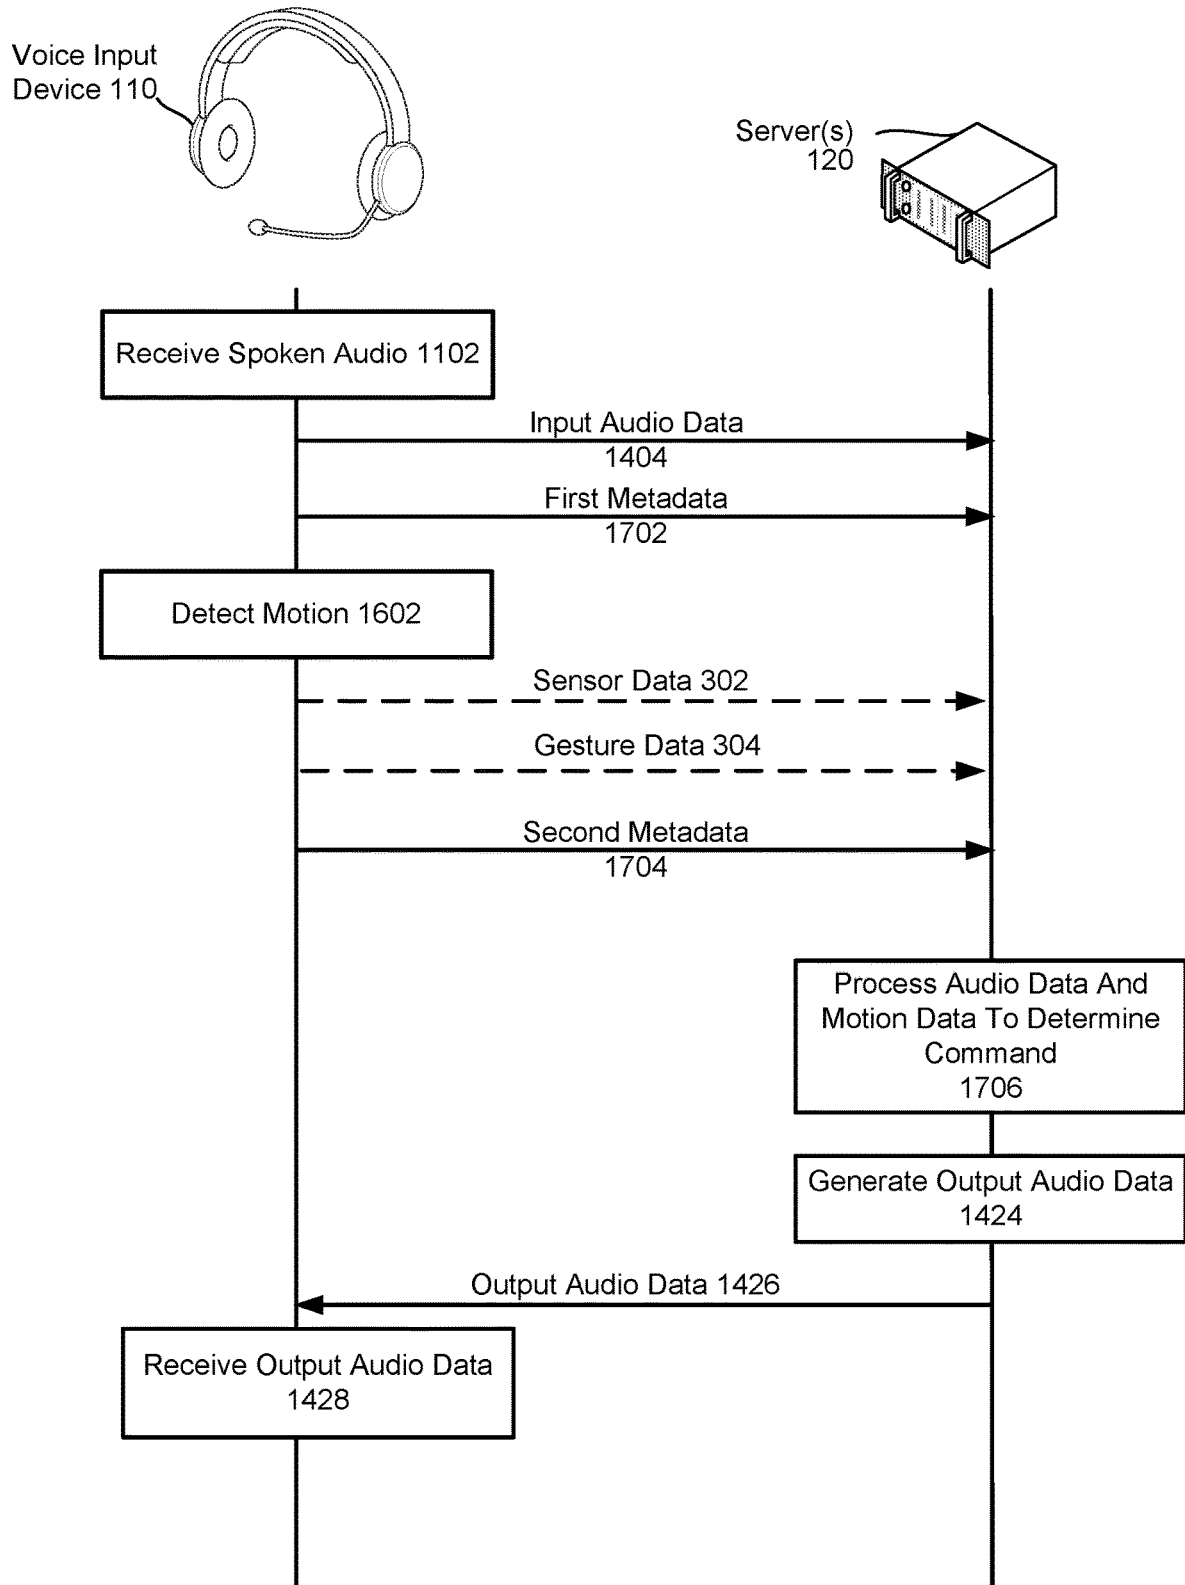 Voice Input
Device 110
Server(s)
120
Receive Spoken Audio 1102
Input Audio Data
1404
First Metadata
1702
Detect Motion 1602
Sensor Data 302
Gesture Data 304
Second Metadata
1704
Process Audio Data And
Motion Data To Determine
Command
1706
Generate Output Audio Data
1424
Output Audio Data 1426
Receive Output Audio Data
1428